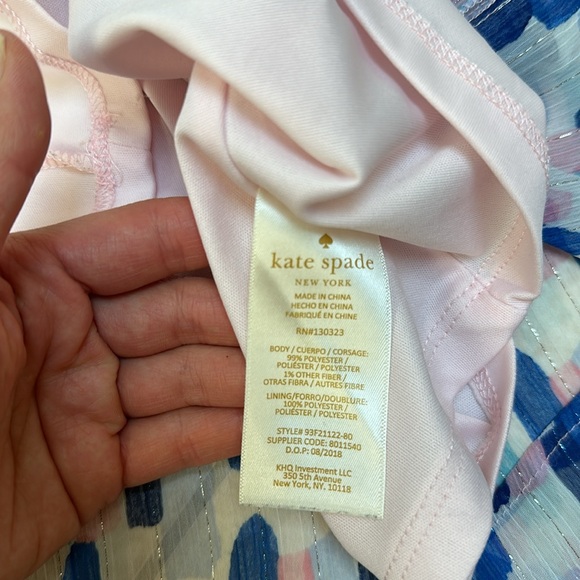 kate spade
NEW YORK
MADE IN CHINA
HECHO EN CHINA
FABRIQUÉ EN CHINE
RN#130323
BODY / CUERPO / CORSAGE:
99% POLYESTER /
POLIÉSTER / POLYESTER
1% OTHER FIBER /
OTRAS FIBRA / AUTRES FIBRE
LINING/FORRO/DOUBLURE:
100% POLYESTER /
POLIÉSTER / POLYESTER
STYLE# 93F21122-80
SUPPLIER CODE: 8011540
D.O.P: 08/2018
KHQ Investment LLC
350 5th Avenue
New York, NY. 10118